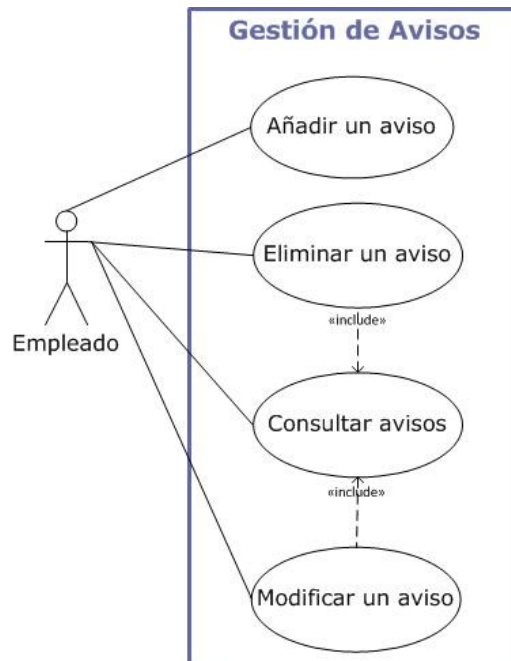 Gestión de Avisos
Añadir un aviso
Eliminar un aviso
«include»
Empleado
Consultar avisos
«include»
Modificar un aviso